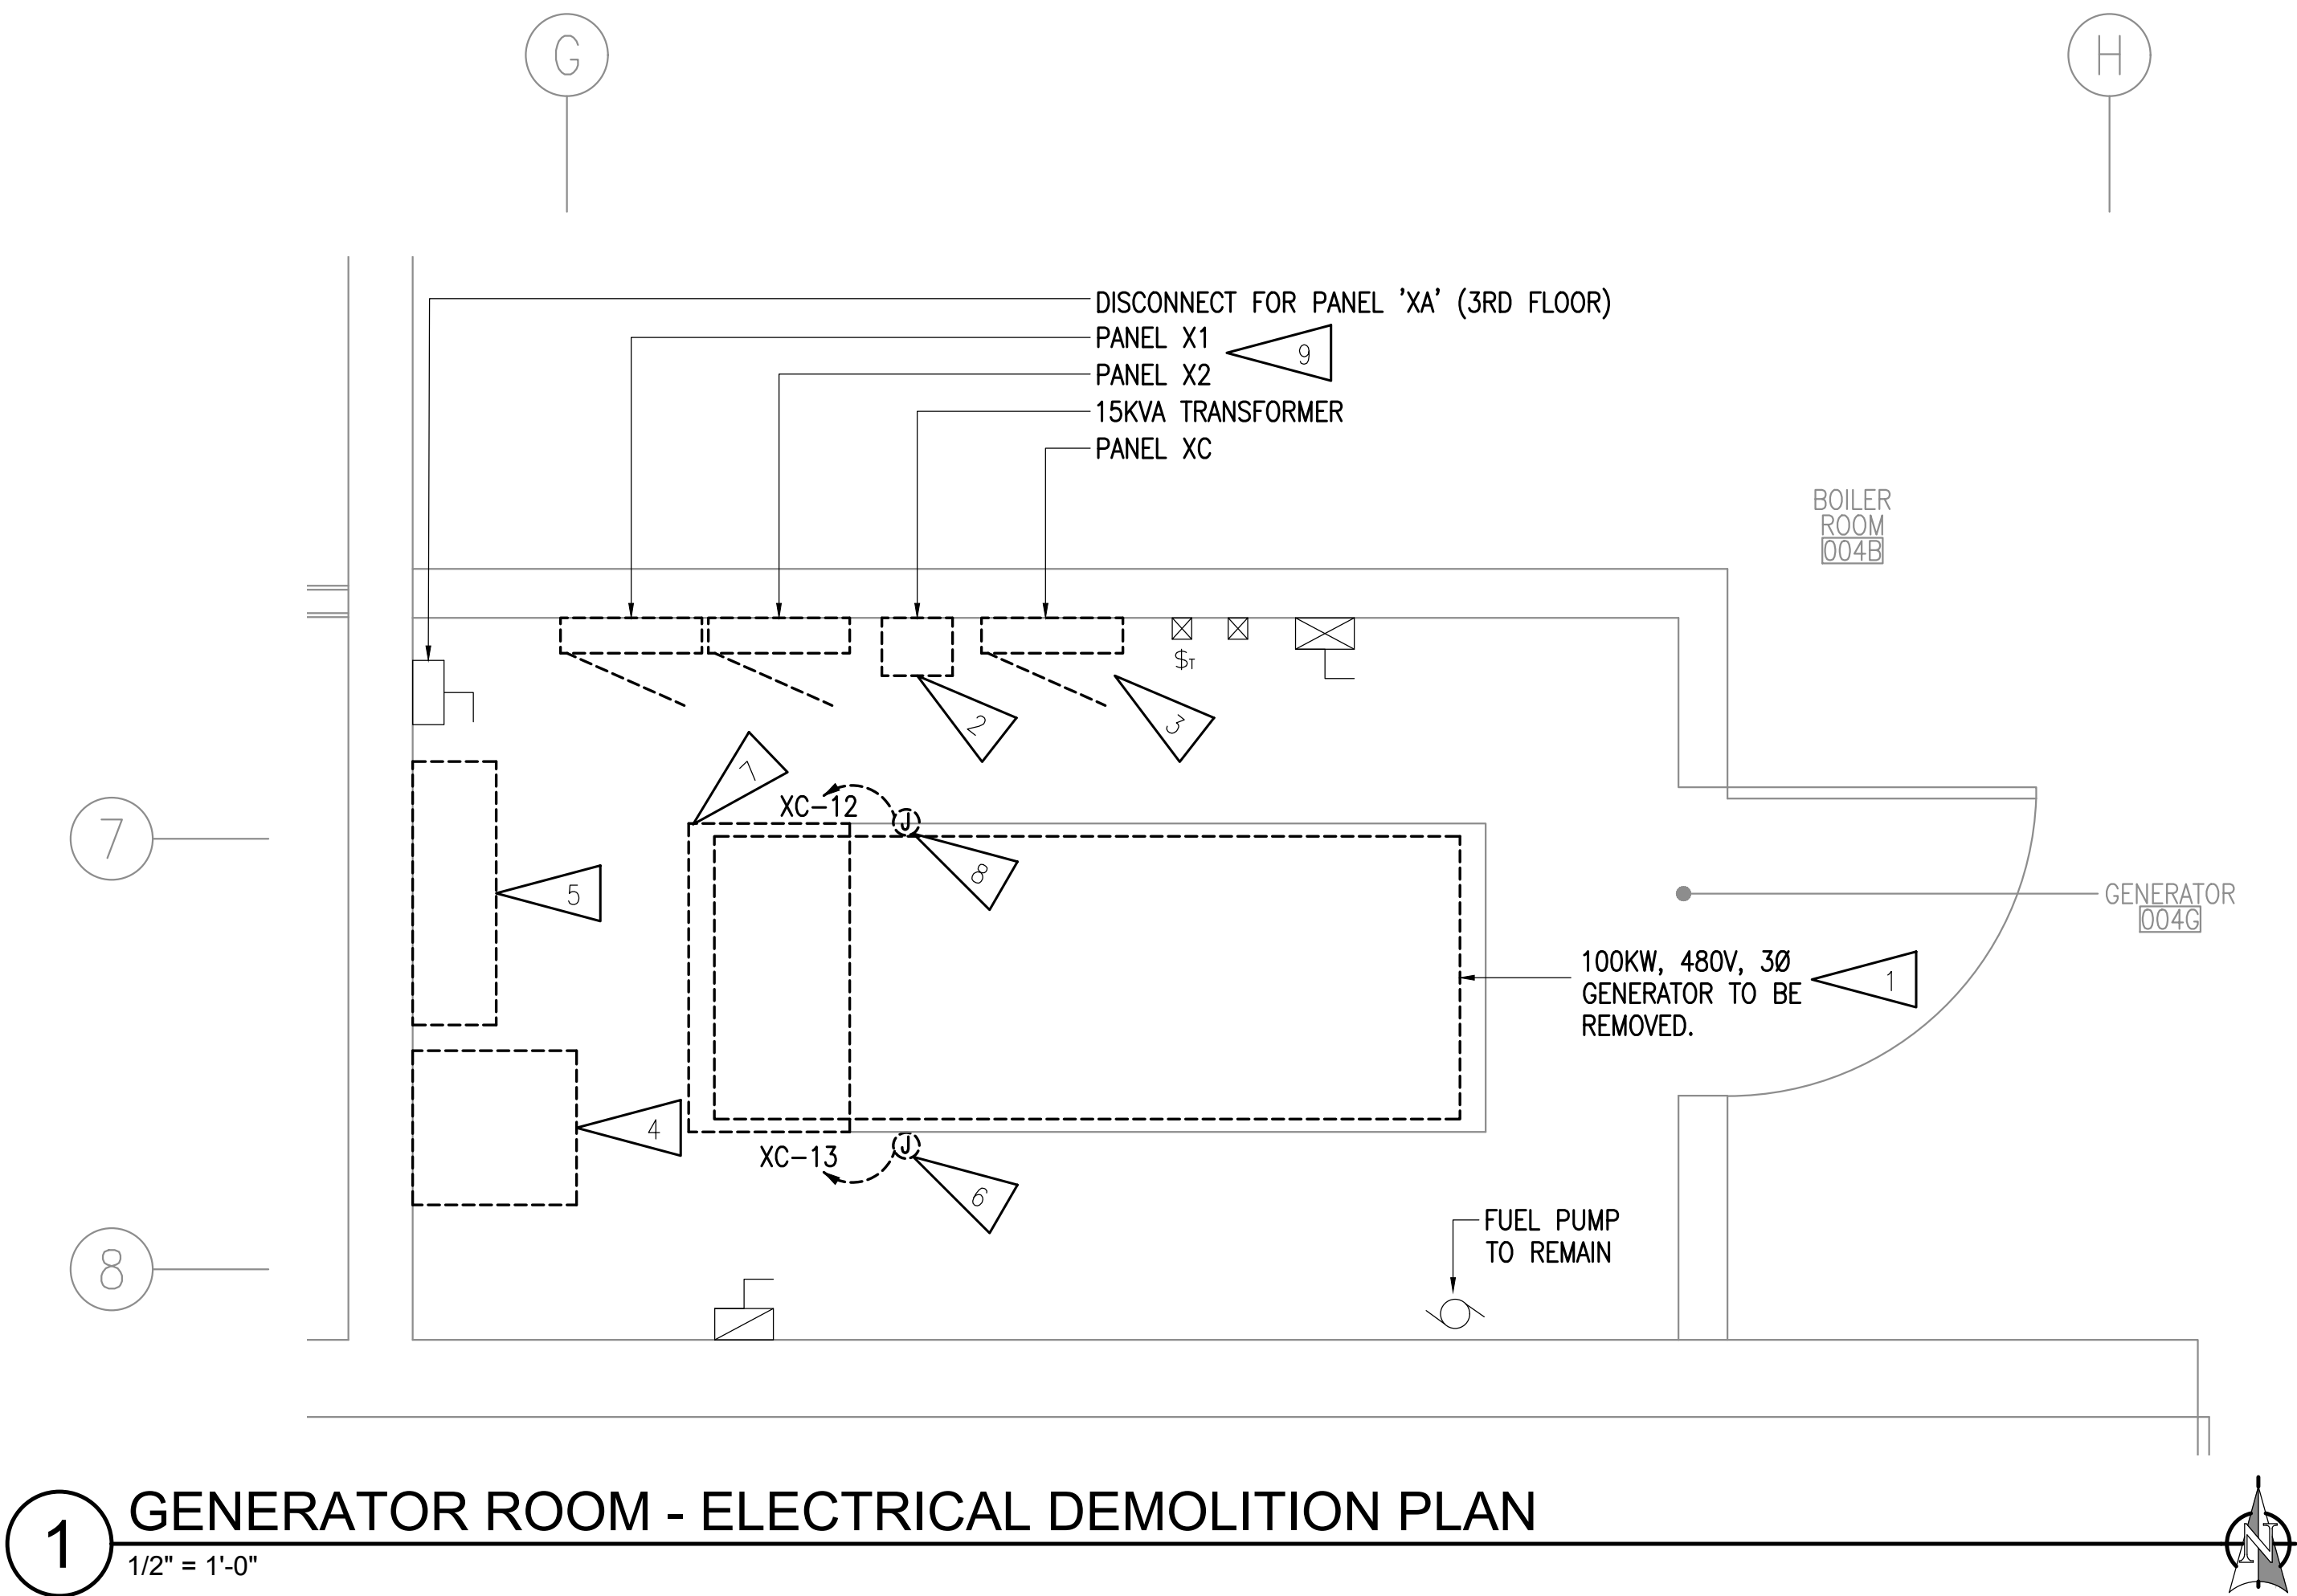 G
H
DISCONNECT FOR PANEL 'XA' (3RD FLOOR)
PANEL X1
9
PANEL X2
15KVA TRANSFORMER
PANEL XC
BOILER
ROOM
004B
$T
2
3
7
XC-12
J
7
8
5
GENERATOR
004G
100KW, 480V, 3Ø
GENERATOR TO BE
REMOVED.
1
4
XC-13
J
6
FUEL PUMP
TO REMAIN
8
1
GENERATOR ROOM - ELECTRICAL DEMOLITION PLAN
1/2" = 1'-0"
N